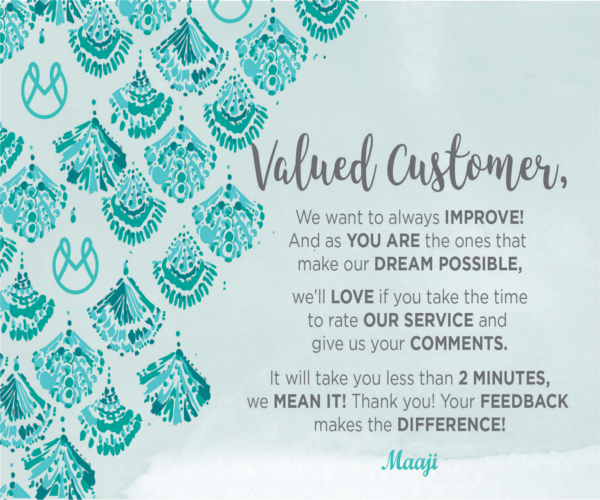 Valued Customer,
We want to always IMPROVE!
And as YOU ARE the ones that
make our DREAM POSSIBLE,
we'll LOVE if you take the time
to rate OUR SERVICE and
give us your COMMENTS.
It will take you less than 2 MINUTES,
we MEAN IT! Thank you! Your FEEDBACK
makes the DIFFERENCE!
Maaji